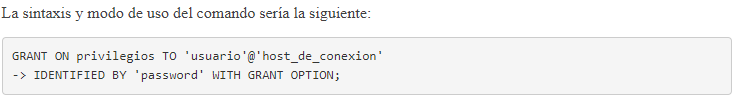 La sintaxis y modo de uso del comando sería la siguiente:
GRANT ON privilegios TO 'usuario'@'host_de_conexion'
-> IDENTIFIED BY 'password' WITH GRANT OPTION;